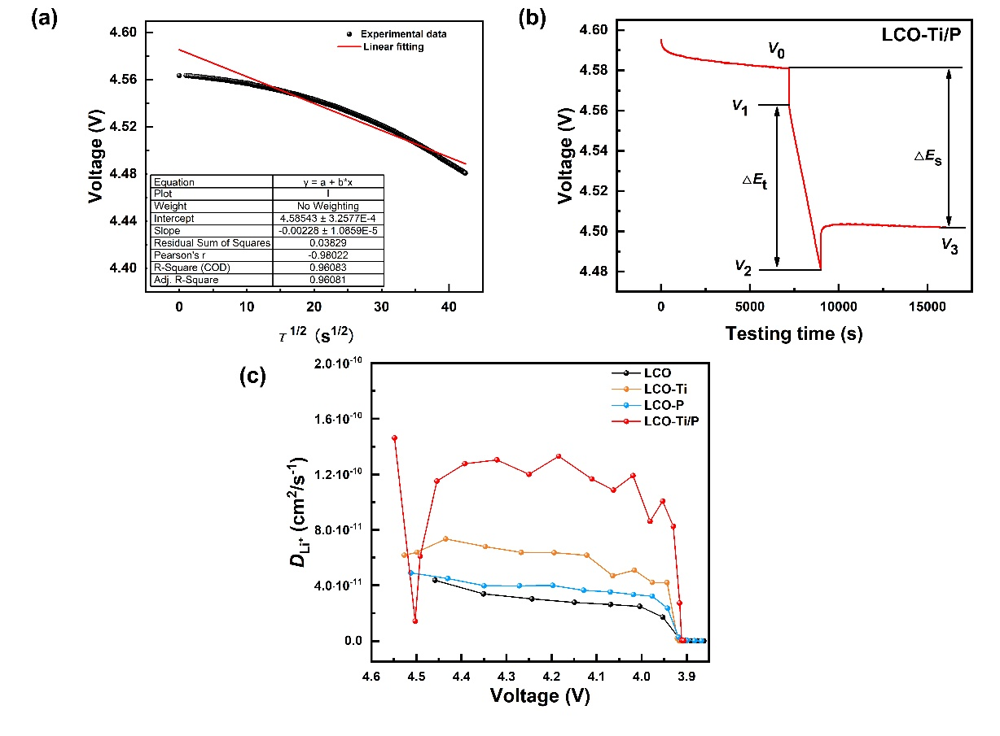 (a)
4.60
4.56
4.52
4.48
4.44
4.40
Voltage (V)
Experimental data
Linear fitting
Equation y = a + b*x
Plot I
Weight No Weighting
Intercept 4.58543 ± 3.2577E-4
Slope -0.00228 ± 1.0859E-5
Residual Sum of Squares 0.03829
Pearson's r -0.98022
R-Square (COD) 0.96083
Adj. R-Square 0.96081
0 10 20 30 40
τ 1/2 (s1/2)
(b)
4.60
4.58
4.56
4.54
4.52
4.50
4.48
Voltage (V)
LCO-Ti/P
V0
V1
△Et
△Es
V2
V3
0 5000 10000 15000
Testing time (s)
(c)
2.0·10-10
1.6·10-10
1.2·10-10
8.0·10-11
4.0·10-11
0.0
DLi+ (cm2/s-1)
LCO
LCO-Ti
LCO-P
LCO-Ti/P
4.6 4.5 4.4 4.3 4.2 4.1 4.0 3.9
Voltage (V)